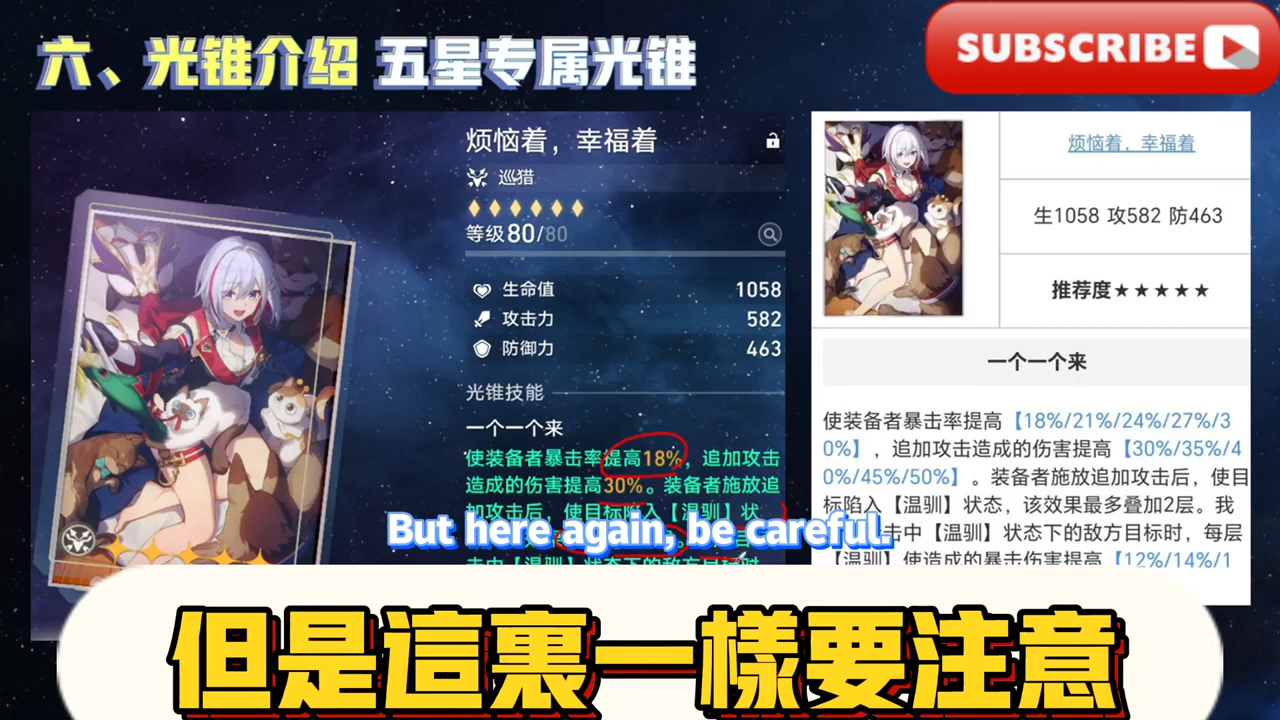 六、光锥介绍 五星专属光锥
SUBSCRIBE
烦恼着，幸福着
巡猎
等级80/80
生命值 1058
攻击力 582
防御力 463
光锥技能
一个一个来
使装备者暴击率提高18%，追加攻击
造成的伤害提高30%。装备者施放追
加攻击后，使目标陷入【温驯】状
烦恼着，幸福着
生1058 攻582 防463
推荐度★★★★★
一个一个来
使装备者暴击率提高【18%/21%/24%/27%/3
0%】，追加攻击造成的伤害提高【30%/35%/4
0%/45%/50%】。装备者施放追加攻击后，使目
标陷入【温驯】状态，该效果最多叠加2层。我
击中【温驯】状态下的敌方目标时，每层
【温驯】使造成的暴击伤害提高【12%/14%/1
But here again, be careful.
但是這裏一樣要注意